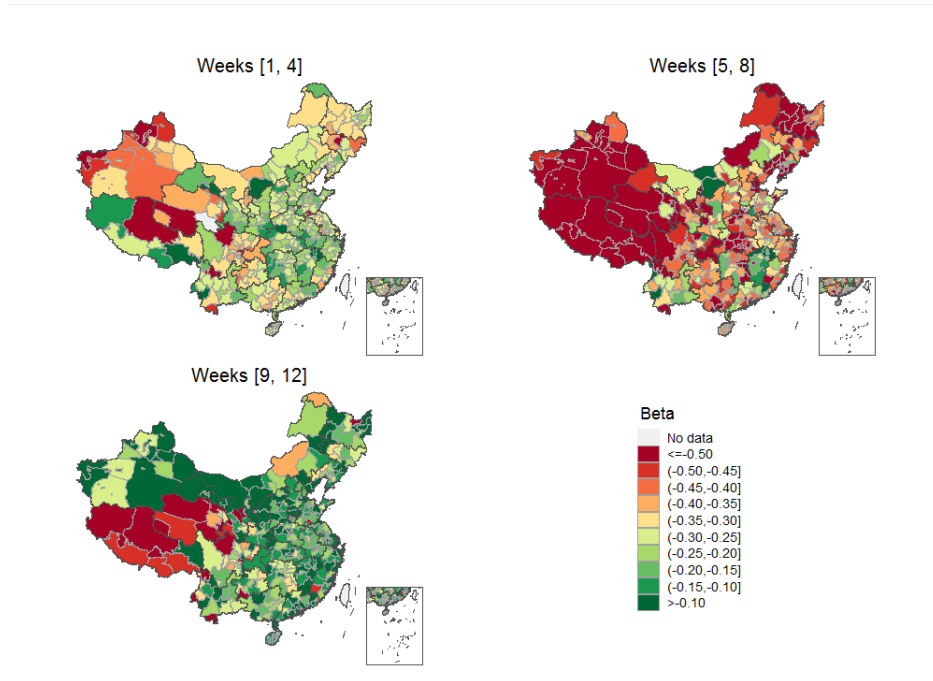 Weeks [1, 4]
Weeks [5, 8]
Weeks [9, 12]
Beta
No data
<=-0.50
(-0.50,-0.45]
(-0.45,-0.40]
(-0.40,-0.35]
(-0.35,-0.30]
(-0.30,-0.25]
(-0.25,-0.20]
(-0.20,-0.15]
(-0.15,-0.10]
>-0.10